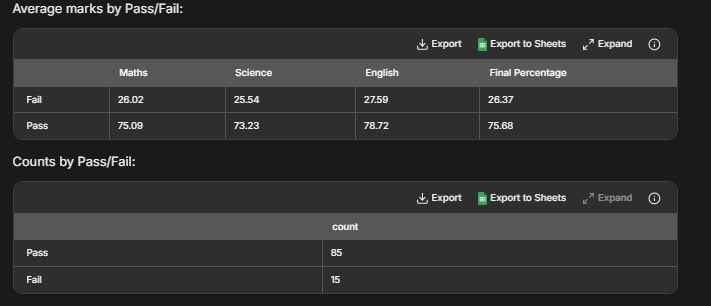 Average marks by Pass/Fail:
Export Export to Sheets Expand
Maths Science English Final Percentage
Fail 26.02 25.54 27.59 26.37
Pass 75.09 73.23 78.72 75.68
Counts by Pass/Fail:
Export Export to Sheets Expand
count
Pass 85
Fail 15